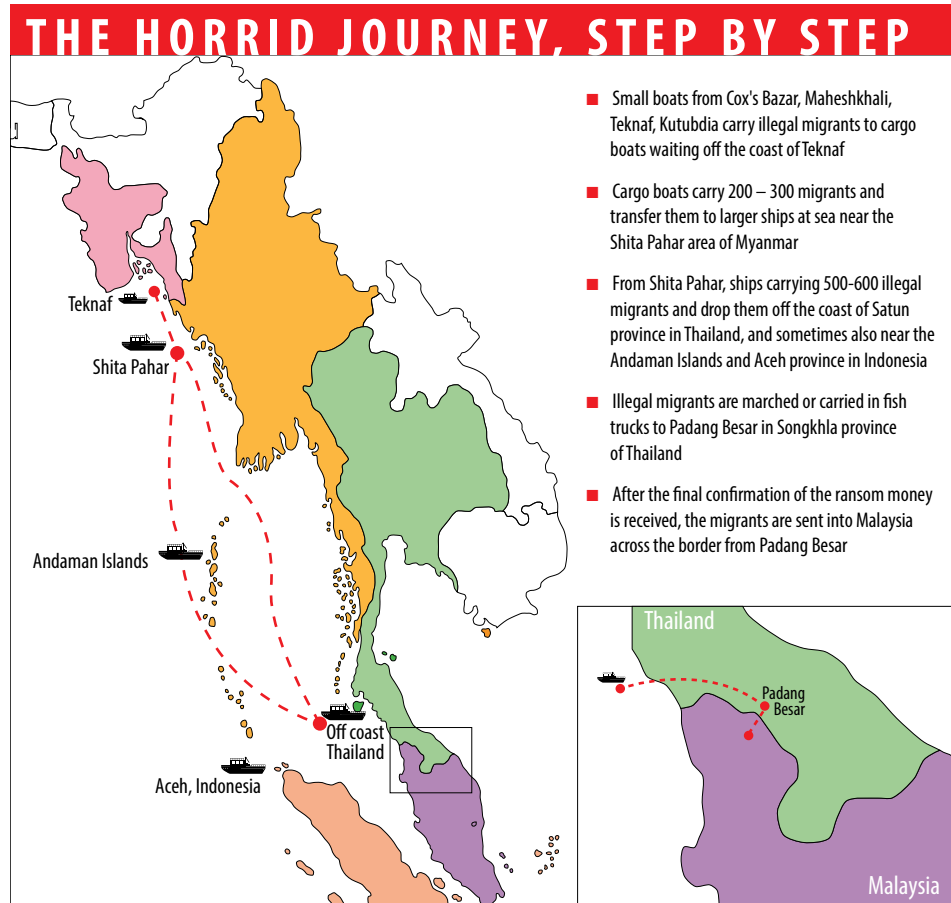 THE HORRID JOURNEY, STEP BY STEP
■ Small boats from Cox's Bazar, Maheshkhali,
Teknaf, Kutubdia carry illegal migrants to cargo
boats waiting off the coast of Teknaf
■ Cargo boats carry 200 – 300 migrants and
transfer them to larger ships at sea near the
Shita Pahar area of Myanmar
■ From Shita Pahar, ships carrying 500-600 illegal
migrants and drop them off the coast of Satun
province in Thailand, and sometimes also near the
Andaman Islands and Aceh province in Indonesia
■ Illegal migrants are marched or carried in fish
trucks to Padang Besar in Songkhla province
of Thailand
■ After the final confirmation of the ransom money
is received, the migrants are sent into Malaysia
across the border from Padang Besar
Teknaf
Shita Pahar
Andaman Islands
Off coast
Thailand
Aceh, Indonesia
Thailand
Padang
Besar
Malaysia